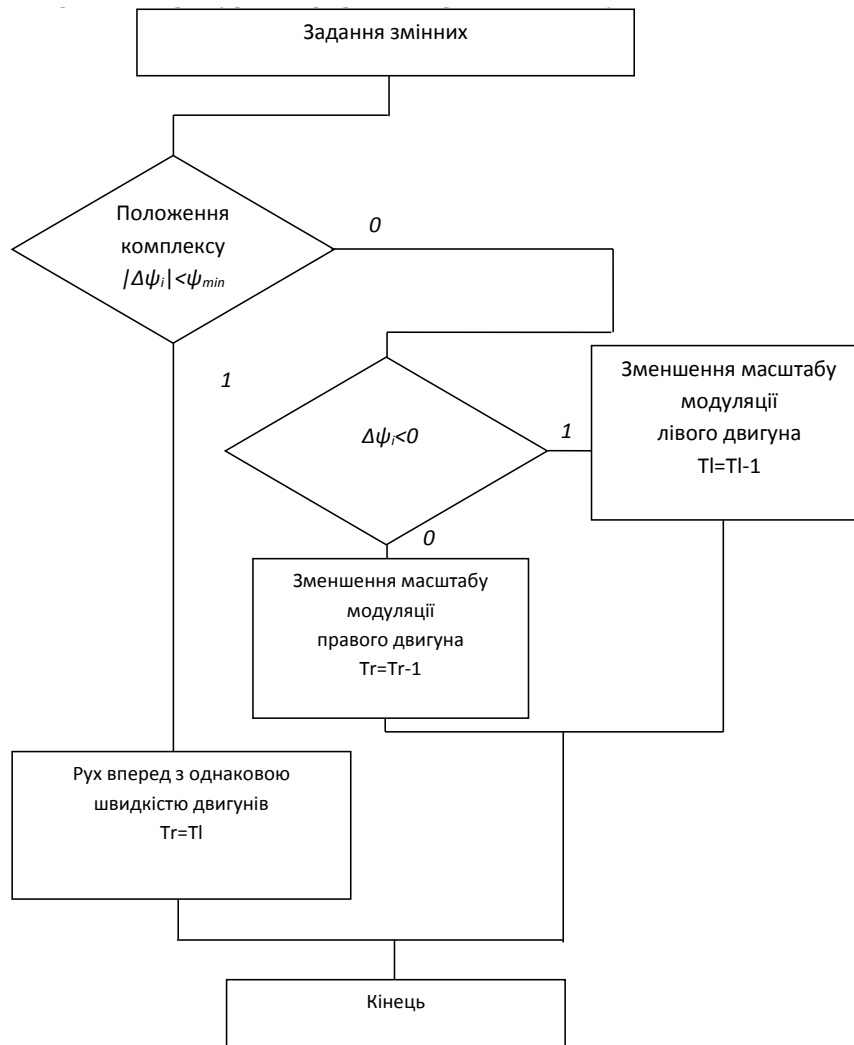 Задання змінних
Положення
комплексу
|Δψi|<ψmin
0
1
Δψi<0
1
0
Зменшення масштабу
модуляції
лівого двигуна
Tl=Tl-1
Зменшення масштабу
модуляції
правого двигуна
Tr=Tr-1
Рух вперед з однаковою
швидкістю двигунів
Tr=Tl
Кінець